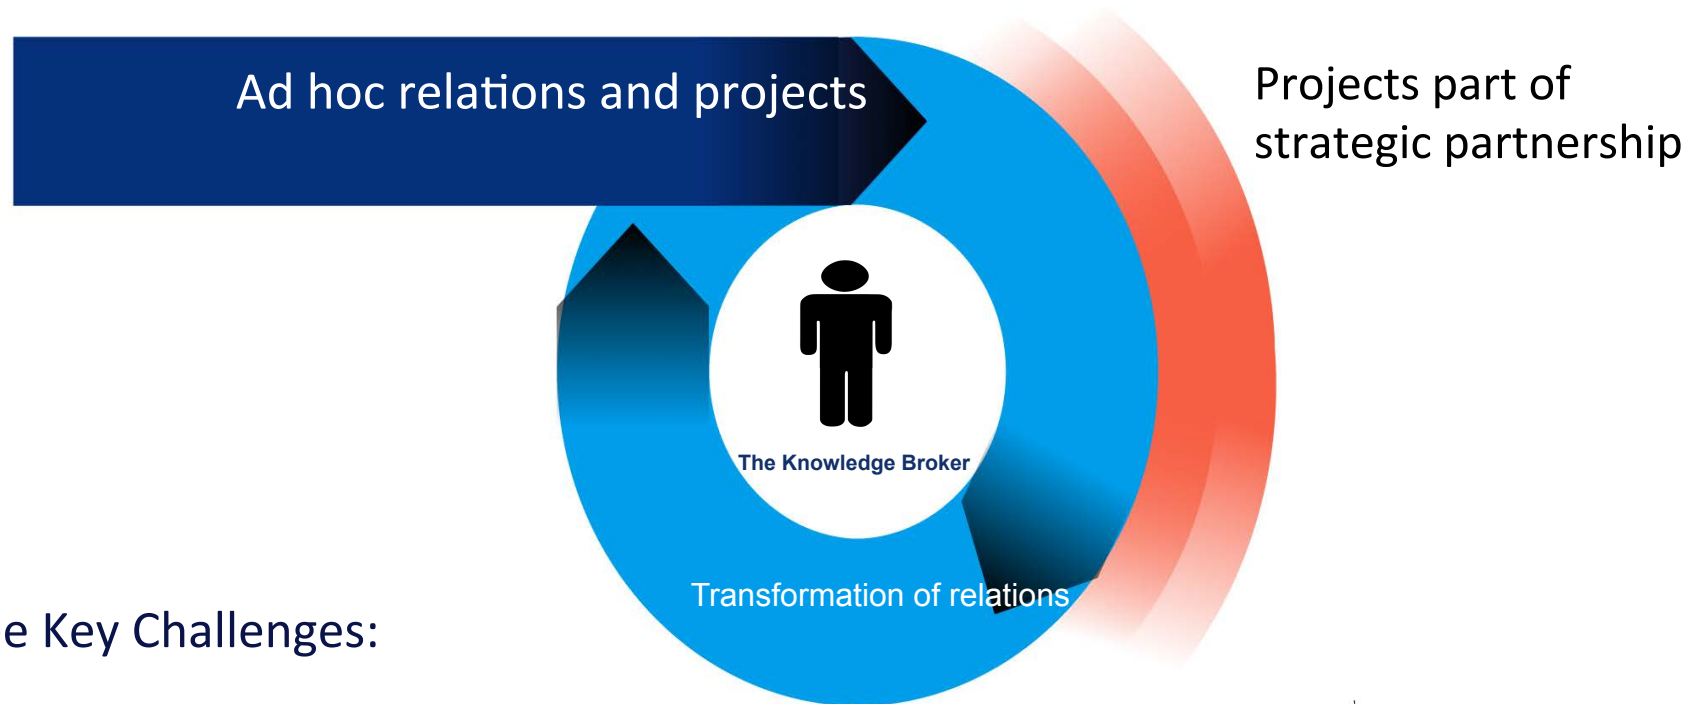 Ad hoc relations and projects
Projects part of
strategic partnership
The Knowledge Broker
Transformation of relations
e Key Challenges: